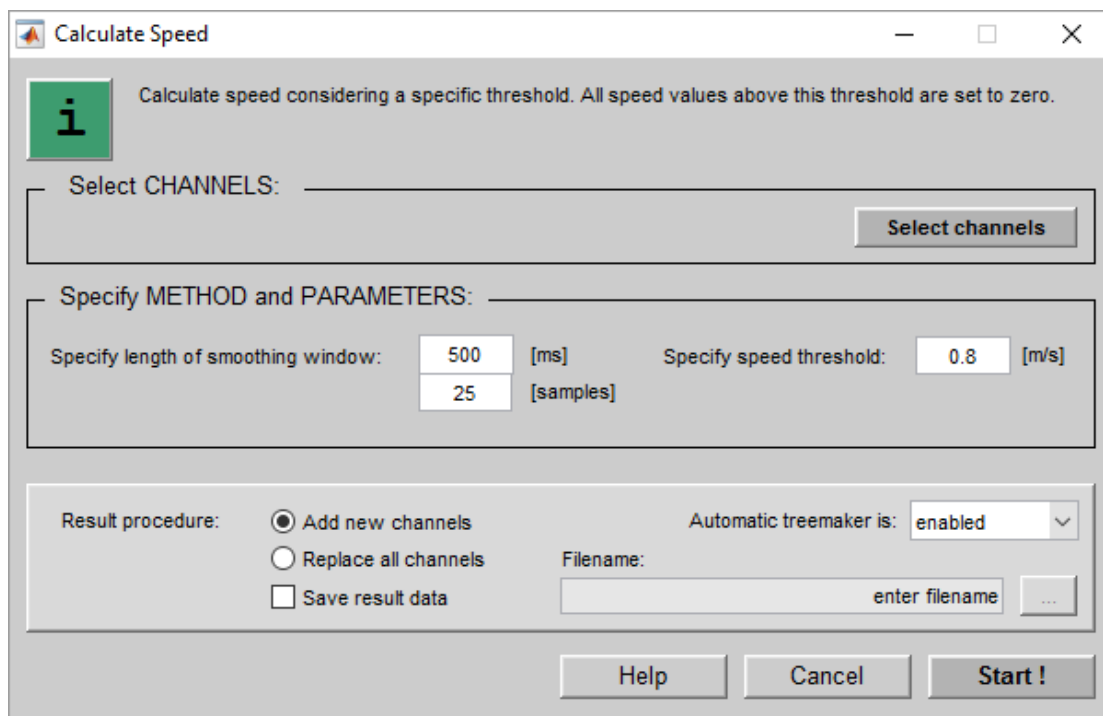 Calculate Speed
i
Calculate speed considering a specific threshold. All speed values above this threshold are set to zero.
Select CHANNELS:
Select channels
Specify METHOD and PARAMETERS:
Specify length of smoothing window: 500 [ms] Specify speed threshold: 0.8 [m/s]
25 [samples]
Result procedure: Add new channels Automatic treemaker is: enabled
Replace all channels Filename:
Save result data enter filename ...
Help Cancel Start !